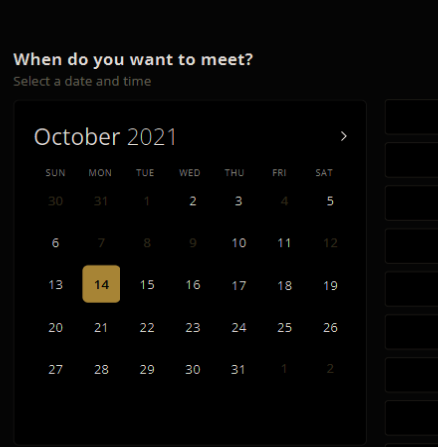 When do you want to meet?
Select a date and time
October 2021
SUN MON TUE WED THU FRI SAT
30 31 1 2 3 4 5
6 7 8 9 10 11 12
13 14 15 16 17 18 19
20 21 22 23 24 25 26
27 28 29 30 31 1 2